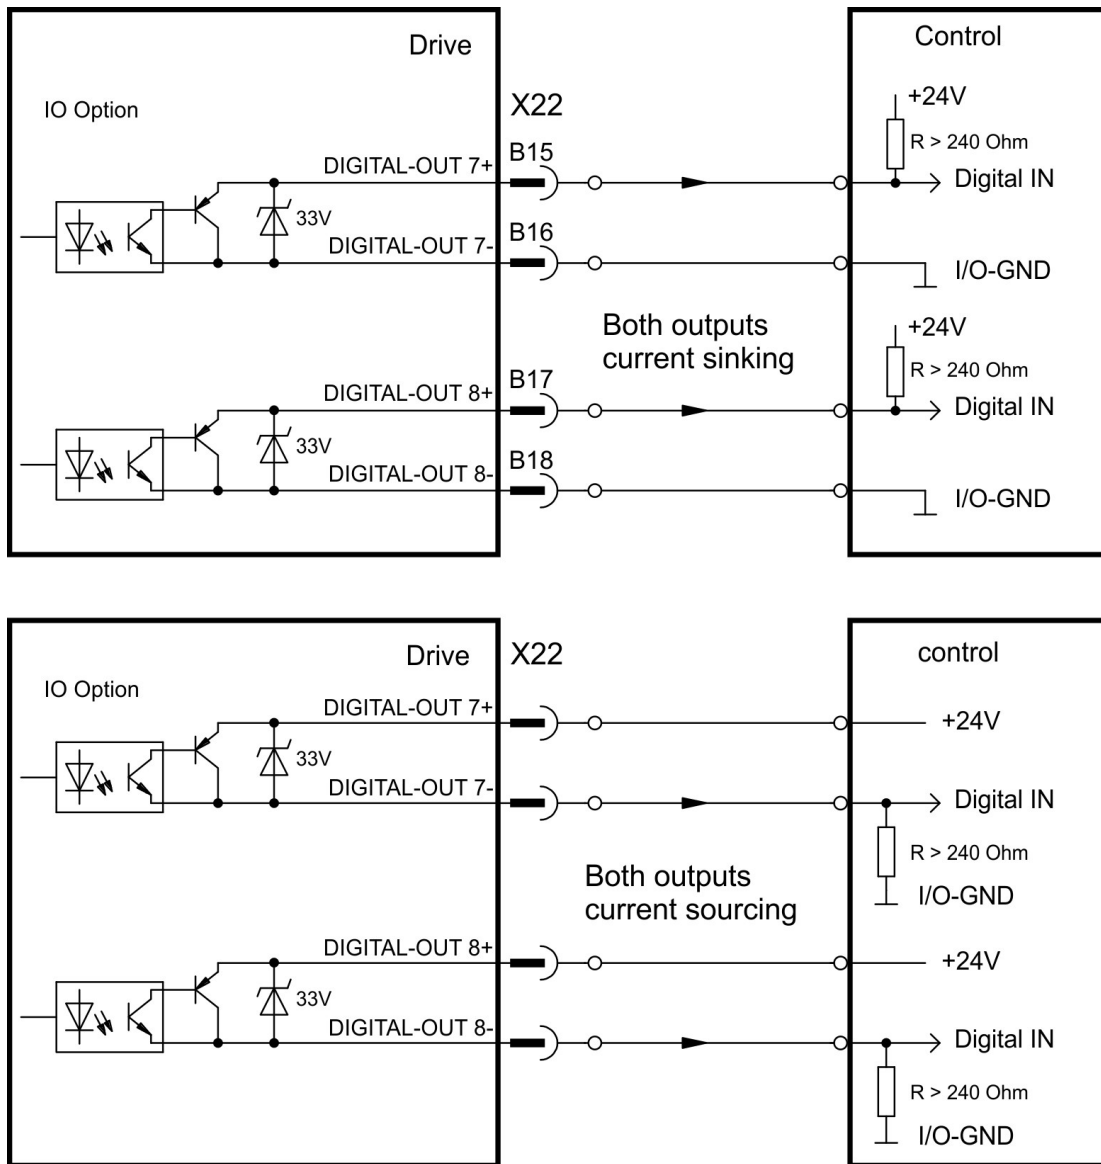 Drive
Control
IO Option
X22
+24V
R > 240 Ohm
DIGITAL-OUT 7+
B15
Digital IN
33V
DIGITAL-OUT 7-
B16
I/O-GND
Both outputs
current sinking
+24V
R > 240 Ohm
DIGITAL-OUT 8+
B17
Digital IN
33V
DIGITAL-OUT 8-
B18
I/O-GND
Drive
X22
control
IO Option
DIGITAL-OUT 7+
+24V
33V
DIGITAL-OUT 7-
Digital IN
R > 240 Ohm
I/O-GND
Both outputs
current sourcing
DIGITAL-OUT 8+
+24V
33V
DIGITAL-OUT 8-
Digital IN
R > 240 Ohm
I/O-GND